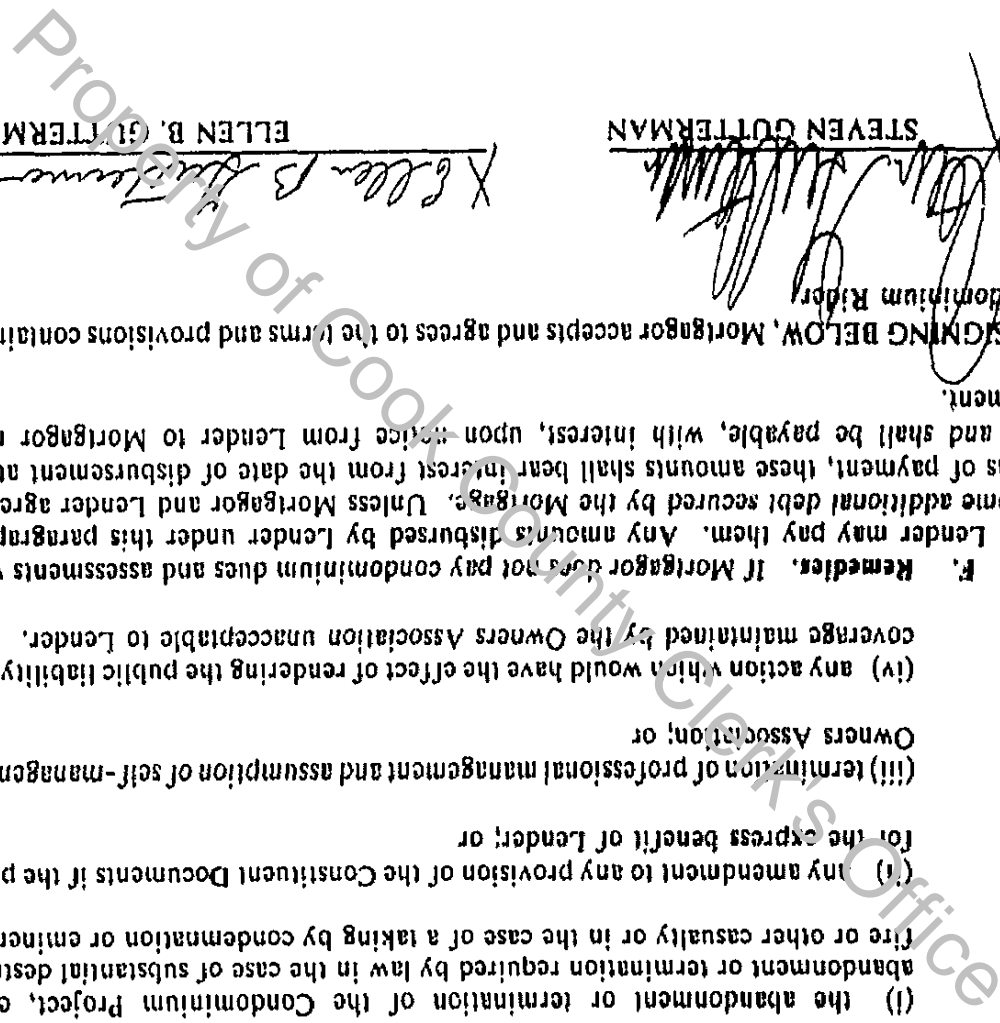 (i) the abandonment or termination of the Condominium Project, e
abandonment or termination required by law in the case of substantial destr
fire or other casualty or in the case of a taking by condemnation or eminen
(ii) any amendment to any provision of the Constituent Documents if the p
for the express benefit of Lender; or
(iii) termination of professional management and assumption of self-managem
Owners Association; or
(iv) any action which would have the effect of rendering the public liability
coverage maintained by the Owners Association unacceptable to Lender.
F. Remedies. If Mortgagor does not pay condominium dues and assessments
Lender may pay them. Any amounts disbursed by Lender under this paragrap
ome additional debt secured by the Mortgage. Unless Mortgagor and Lender agre
s of payment, these amounts shall bear interest from the date of disbursement at
and shall be payable, with interest, upon notice from Lender to Mortgagor r
ment.
SIGNING BELOW, Mortgagor accepts and agrees to the terms and provisions contain
dominium Rider
X Ellen B Gutterman
STEVEN GUTTERMAN
ELLEN B. GUTTERM
Property of Cook County Clerk's Office